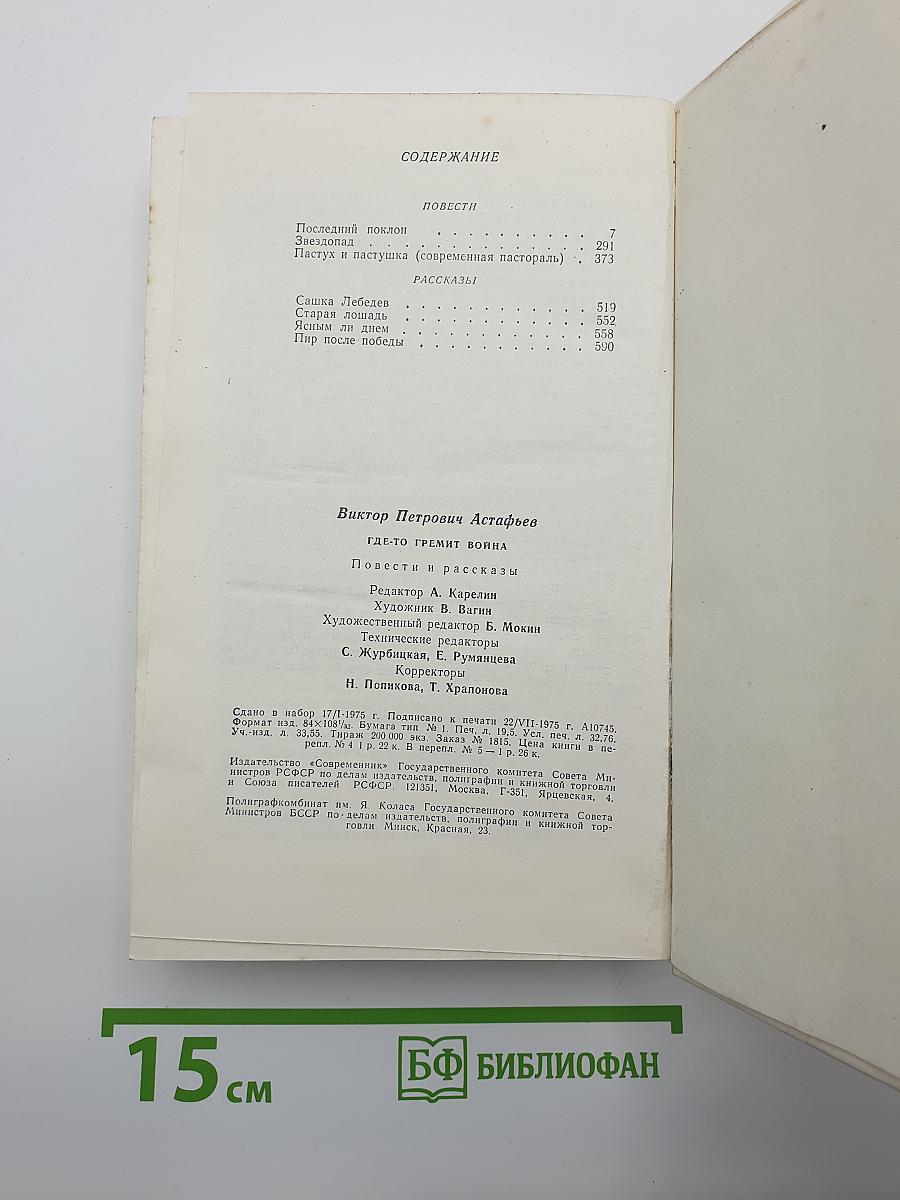 СОДЕРЖАНИЕ
ПОВЕСТИ
Последний поклон . . . . . . . . . . 7
Звездопад . . . . . . . . . . . . . . 291
Пастух и пастушка (современная пастораль) . 373
РАССКАЗЫ
Сашка Лебедев . . . . . . . . . . . . 519
Старая лошадь . . . . . . . . . . . . 552
Ясным ли днем . . . . . . . . . . . . 558
Пир после победы . . . . . . . . . . . 590
Виктор Петрович Астафьев
ГДЕ-ТО ГРЕМИТ ВОЙНА
Повести и рассказы
Редактор А. Карелин
Художник В. Вагин
Художественный редактор Б. Мокин
Технические редакторы
С. Журбицкая, Е. Румянцева
Корректоры
Н. Попикова, Т. Храпонова
Сдано в набор 17/I-1975 г. Подписано к печати 22/VII-1975 г. А10745.
Формат изд. 84×108¹/₃₂. Бумага тип № 1. Печ. л. 19,5. Усл. печ. л. 32,76.
Уч.-изд. л. 33,55. Тираж 200 000 экз. Заказ № 1815. Цена книги в пе-
репл. № 4 1 р. 22 к. В перепл. № 5 — 1 р. 26 к.
Издательство «Современник» Государственного комитета Совета Ми-
нистров РСФСР по делам издательств, полиграфии и книжной торговли
и Союза писателей РСФСР. 121351, Москва, Г-351, Ярцевская, 4.
Полиграфкомбинат им. Я. Коласа Государственного комитета Совета
Министров БССР по делам издательств, полиграфии и книжной тор-
говли Минск, Красная, 23.
15 см
БФ БИБЛИОФАН